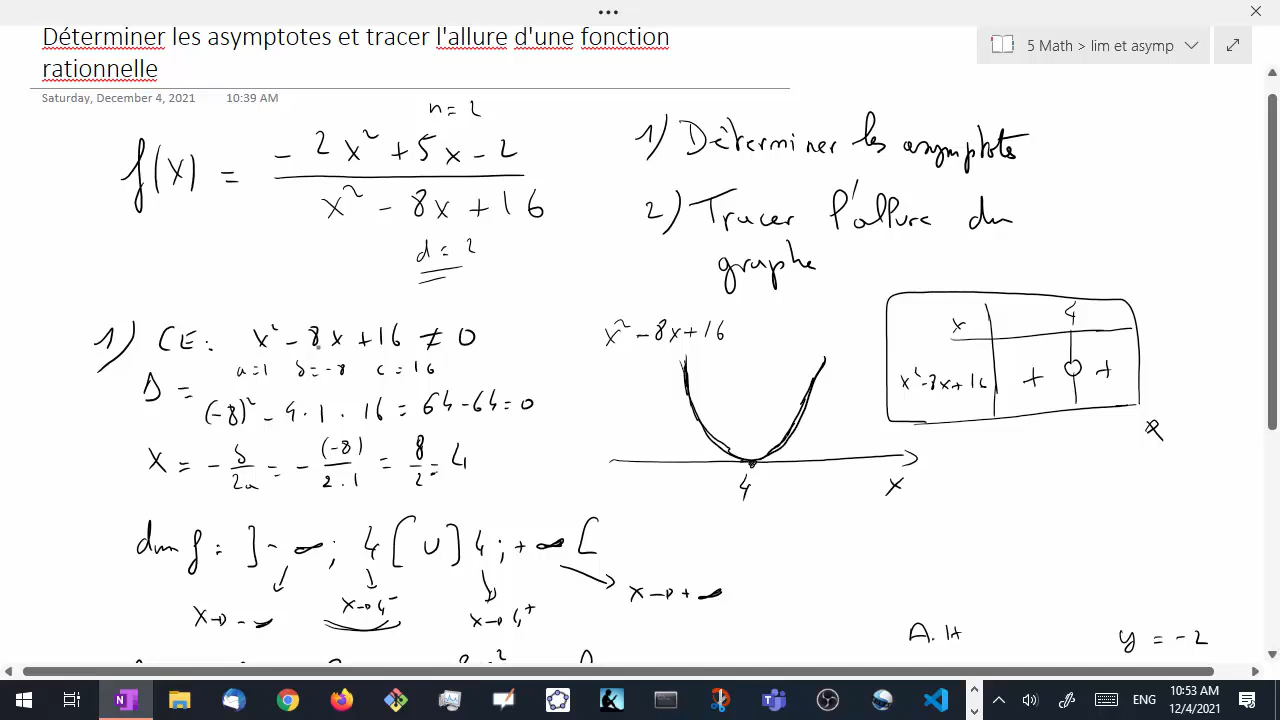 Déterminer les asymptotes et tracer l'allure d'une fonction
rationnelle
5 Math > lim et asymp
Saturday, December 4, 2021 10:39 AM
n = 2
f(x) = (-2x² + 5x - 2) / (x² - 8x + 16)
d = 2
1) Déterminer les asymptotes
2) Tracer l'allure du
graphe
1) CE: x² - 8x + 16 ≠ 0
a=1 b=-8 c=16
Δ = (-8)² - 4·1·16 = 64-64=0
x = -b/2a = -(-8)/2·1 = 8/2 = 4
x² - 8x + 16
4
x
x 4
x²-8x+16 + 0 +
dom f = ]-∞; 4[ ∪ ]4; +∞[
x→-∞ x→4⁻ x→4⁺ x→+∞
A.H y = -2
ENG
10:53 AM
12/4/2021